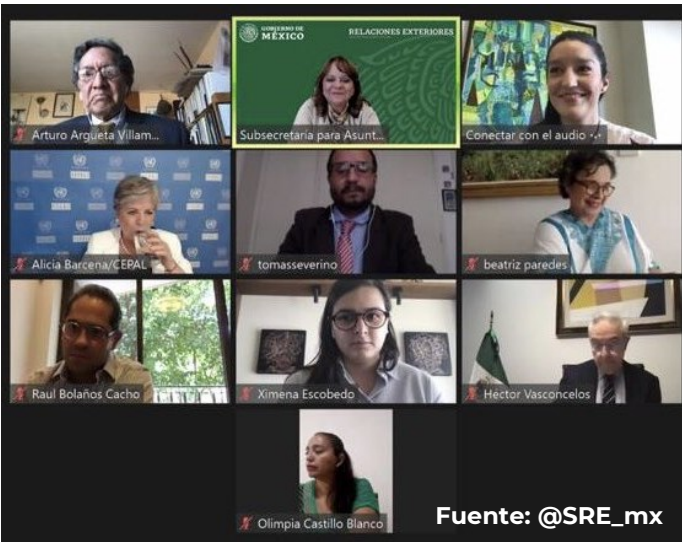 GOBIERNO DE
MÉXICO
RELACIONES EXTERIORES
Arturo Argueta Villam...
Subsecretaria para Asunt...
Conectar con el audio ...
Alicia Barcena/CEPAL
tomasseverino
beatriz paredes
Raul Bolaños Cacho
Ximena Escobedo
Hector Vasconcelos
Olimpia Castillo Blanco
Fuente: @SRE_mx